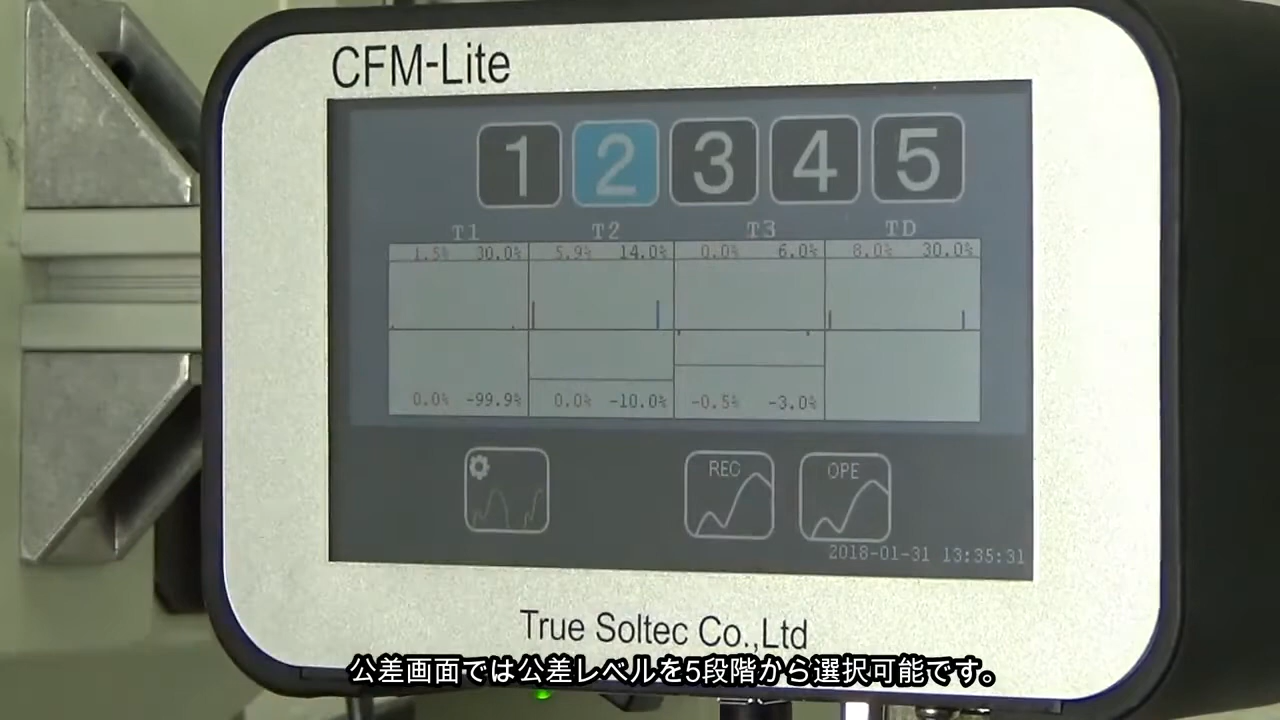 CFM-Lite
1 2 3 4 5
T1 T2 T3 TD
1.5% 30.0% 5.9% 14.0% 0.0% 6.0% 8.0% 30.0%
0.0% -99.9% 0.0% -10.0% -0.5% -3.0%
REC OPE
2018-01-31 13:35:31
True Soltec Co.,Ltd
公差画面では公差レベルを5段階から選択可能です。